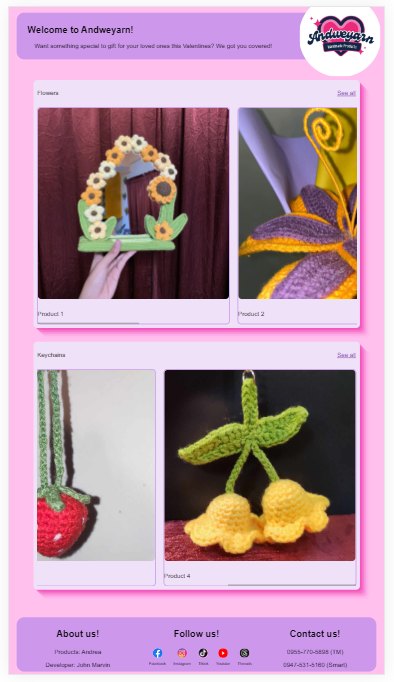 Welcome to Andweyarn!
Want something special to gift for your loved ones this Valentines? We got you covered!
Andweyarn
Handmade Products
Flowers
See all
Product 1
Product 2
Keychains
See all
Product 4
About us!
Products: Andrea
Developer: John Marvin
Follow us!
Facebook
Instagram
Tiktok
Youtube
Threads
Contact us!
0955-770-5698 (TM)
0947-531-5160 (Smart)